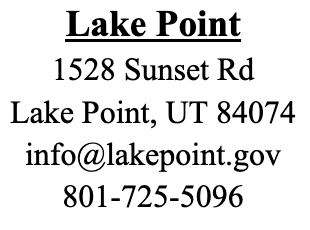 Lake Point
1528 Sunset Rd
Lake Point, UT 84074
info@lakepoint.gov
801-725-5096